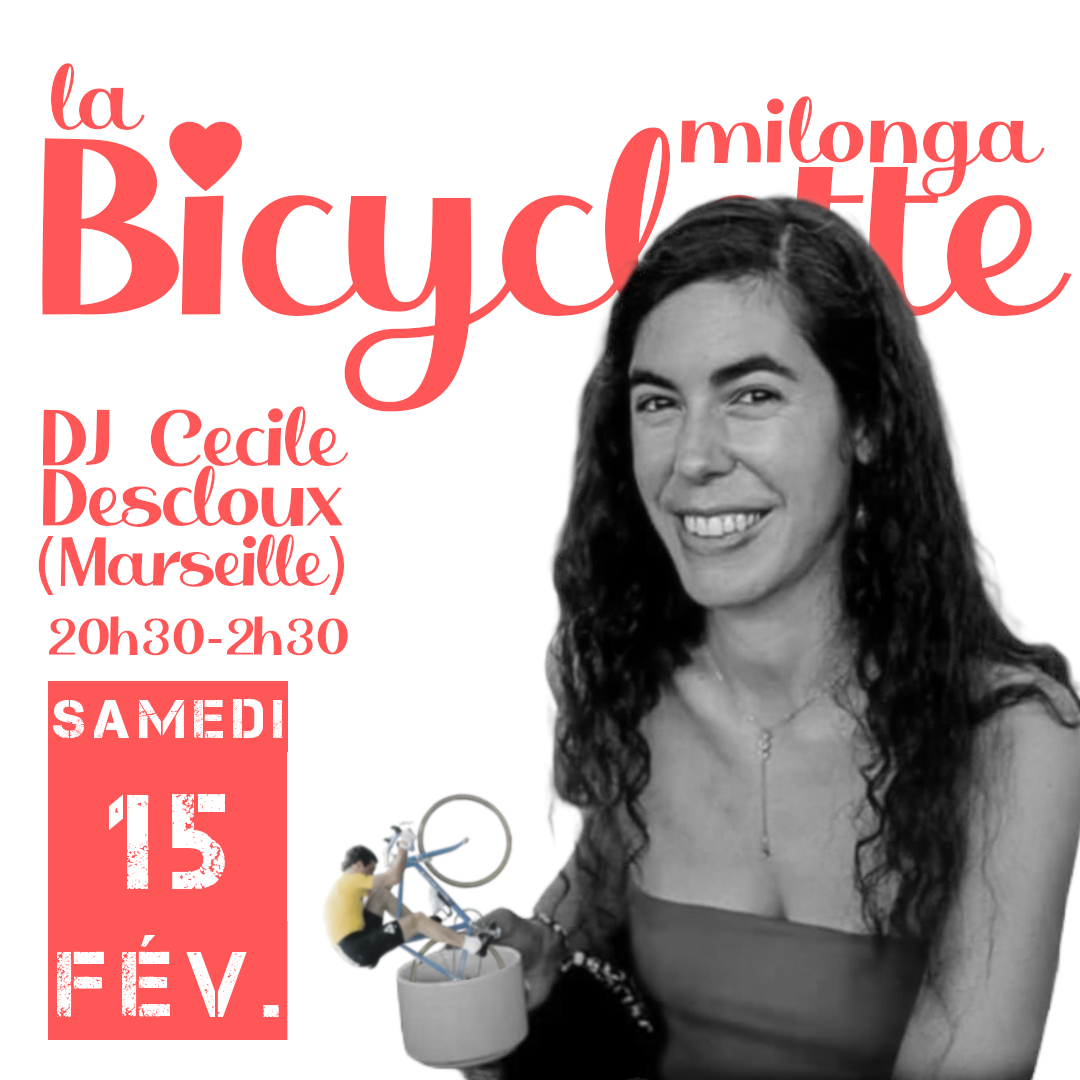 la
milonga
Bicyclette
DJ Cecile
Descloux
(Marseille)
20h30-2h30
SAMEDI
15
FÉV.